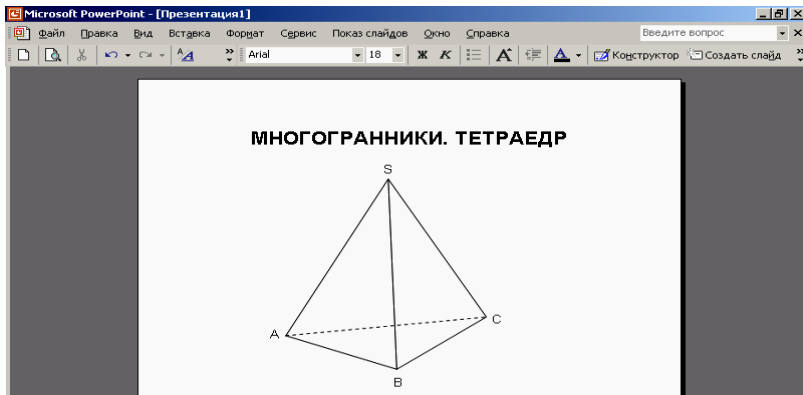 Microsoft PowerPoint - [Презентация1]
Файл Правка Вид Вставка Формат Сервис Показ слайдов Окно Справка Введите вопрос
Arial 18 Ж К Конструктор Создать слайд
МНОГОГРАННИКИ. ТЕТРАЕДР
S
A
C
B